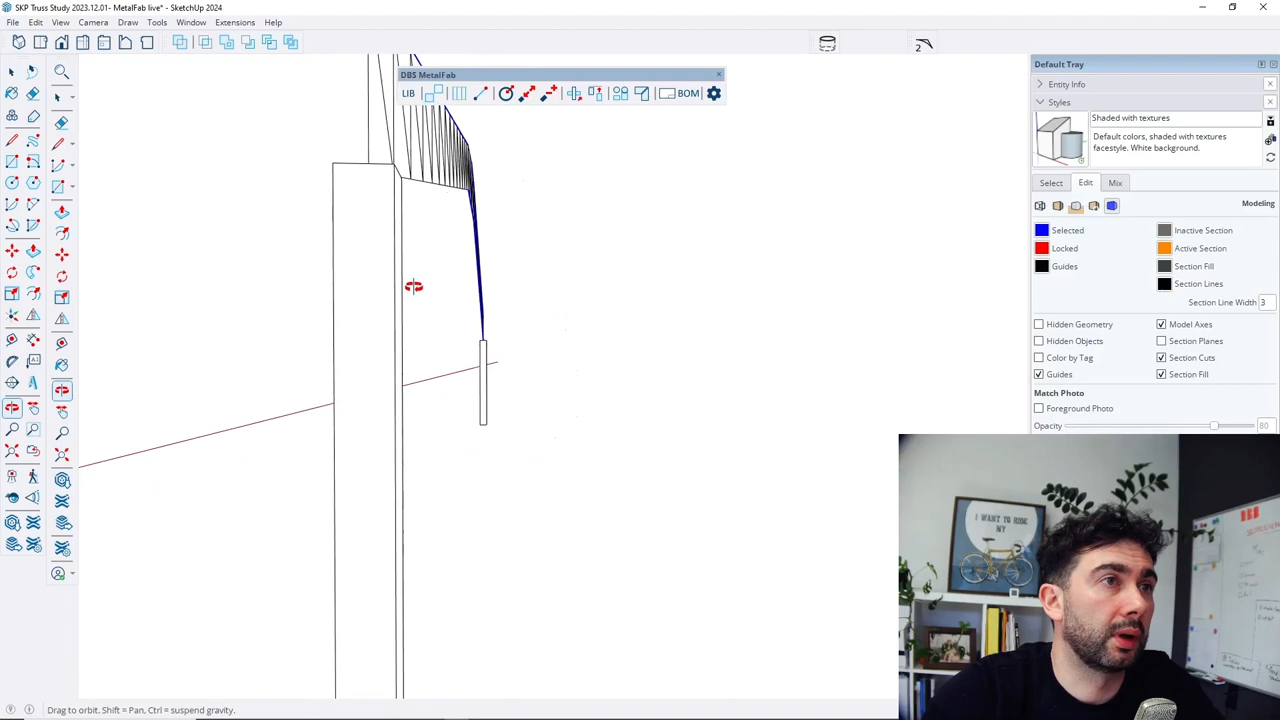 SKP Truss Study 2023.12.01- MetalFab live* - SketchUp 2024
File Edit View Camera Draw Tools Window Extensions Help
2
DBS MetalFab
LIB
BOM
Default Tray
Entity Info
Styles
Shaded with textures
Default colors, shaded with textures
facestyle. White background.
Select Edit Mix
Modeling
Selected Inactive Section
Locked Active Section
Guides Section Fill
Section Lines
Section Line Width 3
Hidden Geometry Model Axes
Hidden Objects Section Planes
Color by Tag Section Cuts
Guides Section Fill
Match Photo
Foreground Photo
Opacity 80
I WANT TO RIDE
MY
Drag to orbit. Shift = Pan, Ctrl = suspend gravity.